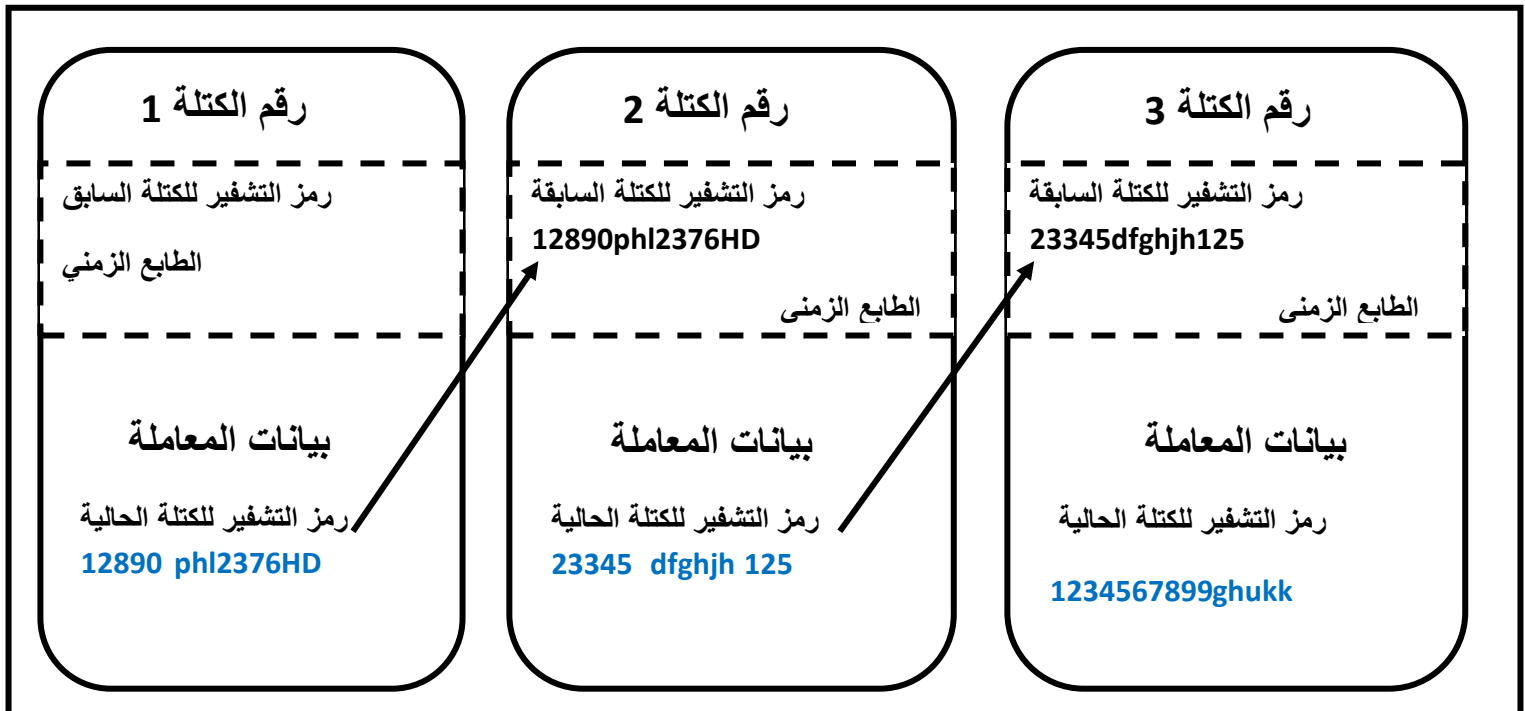 رقم الكتلة 1
رمز التشفير للكتلة السابق
الطابع الزمني
بيانات المعاملة
رمز التشفير للكتلة الحالية
12890 phl2376HD
رقم الكتلة 2
رمز التشفير للكتلة السابقة
12890phl2376HD
الطابع الزمنى
بيانات المعاملة
رمز التشفير للكتلة الحالية
23345 dfghjh 125
رقم الكتلة 3
رمز التشفير للكتلة السابقة
23345dfghjh125
الطابع الزمنى
بيانات المعاملة
رمز التشفير للكتلة الحالية
1234567899ghukk